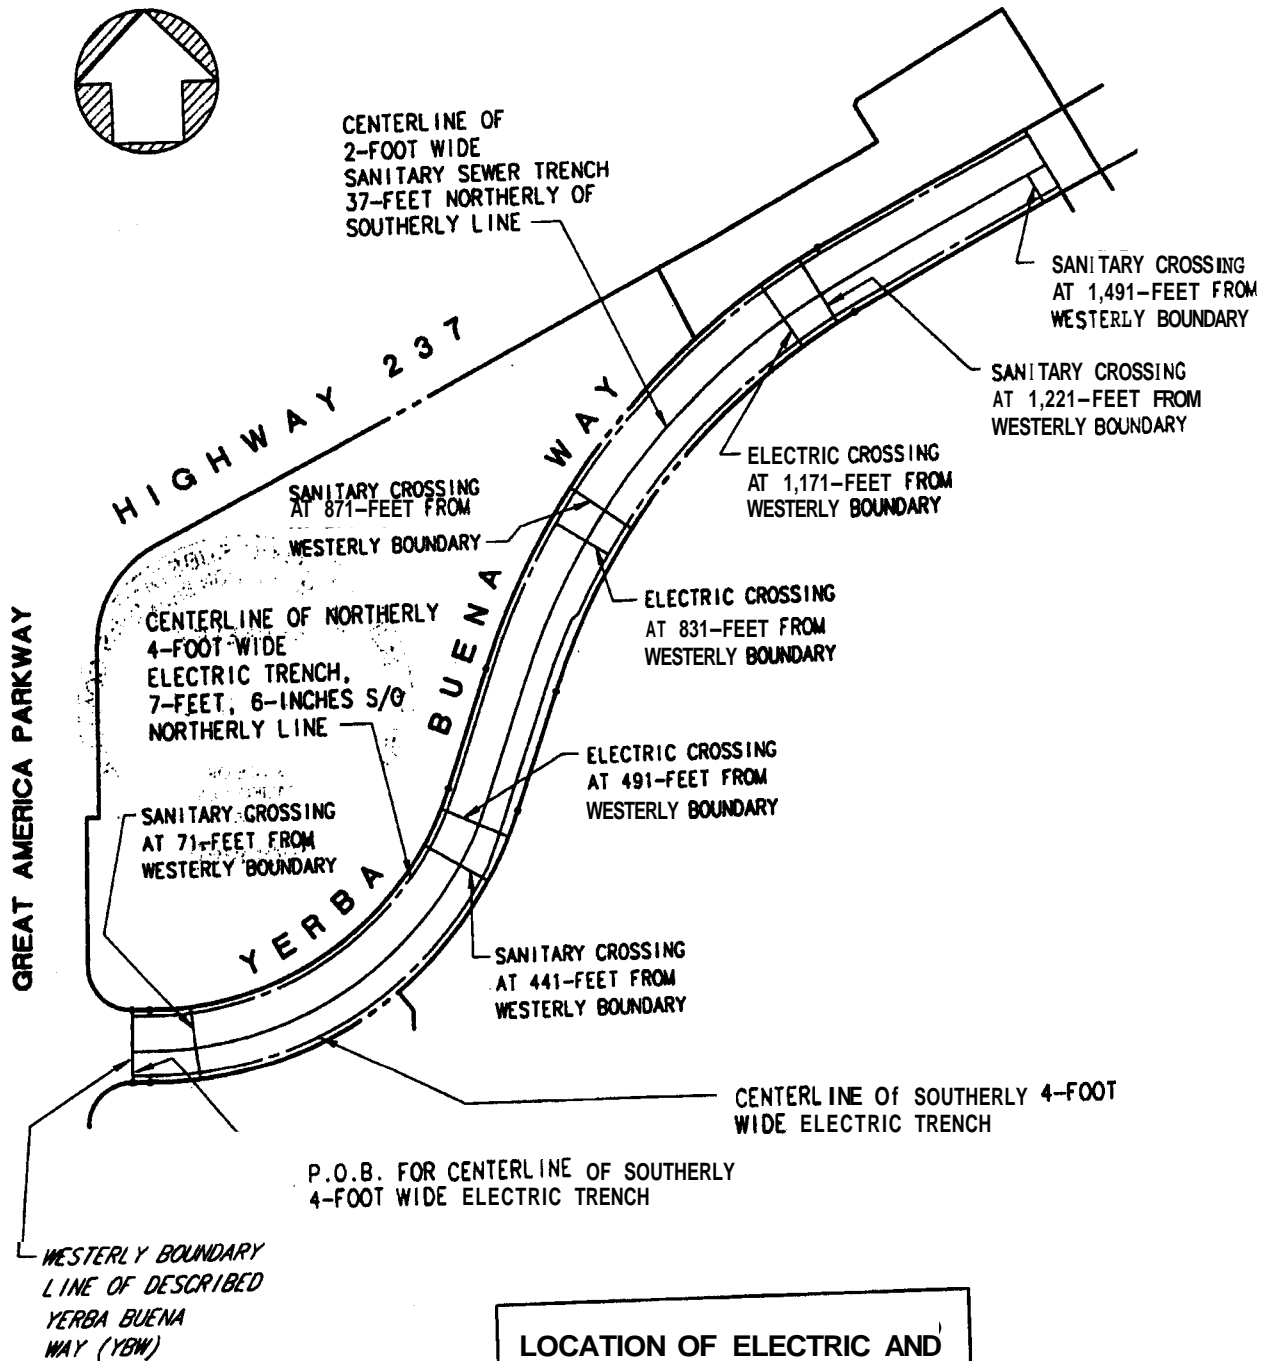 CENTERLINE OF
2-FOOT WIDE
SANITARY SEWER TRENCH
37-FEET NORTHERLY OF
SOUTHERLY LINE
SANITARY CROSSING
AT 1,491-FEET FROM
WESTERLY BOUNDARY
SANITARY CROSSING
AT 1,221-FEET FROM
WESTERLY BOUNDARY
HIGHWAY 237
ELECTRIC CROSSING
AT 1,171-FEET FROM
WESTERLY BOUNDARY
SANITARY CROSSING
AT 871-FEET FROM
WESTERLY BOUNDARY
ELECTRIC CROSSING
AT 831-FEET FROM
WESTERLY BOUNDARY
CENTERLINE OF NORTHERLY
4-FOOT WIDE
ELECTRIC TRENCH,
7-FEET, 6-INCHES S/O
NORTHERLY LINE
YERBA BUENA WAY
GREAT AMERICA PARKWAY
ELECTRIC CROSSING
AT 491-FEET FROM
WESTERLY BOUNDARY
SANITARY CROSSING
AT 71-FEET FROM
WESTERLY BOUNDARY
SANITARY CROSSING
AT 441-FEET FROM
WESTERLY BOUNDARY
CENTERLINE Of SOUTHERLY 4-FOOT
WIDE ELECTRIC TRENCH
P.O.B. FOR CENTERLINE OF SOUTHERLY
4-FOOT WIDE ELECTRIC TRENCH
WESTERLY BOUNDARY
LINE OF DESCRIBED
YERBA BUENA
WAY (YBW)
LOCATION OF ELECTRIC AND